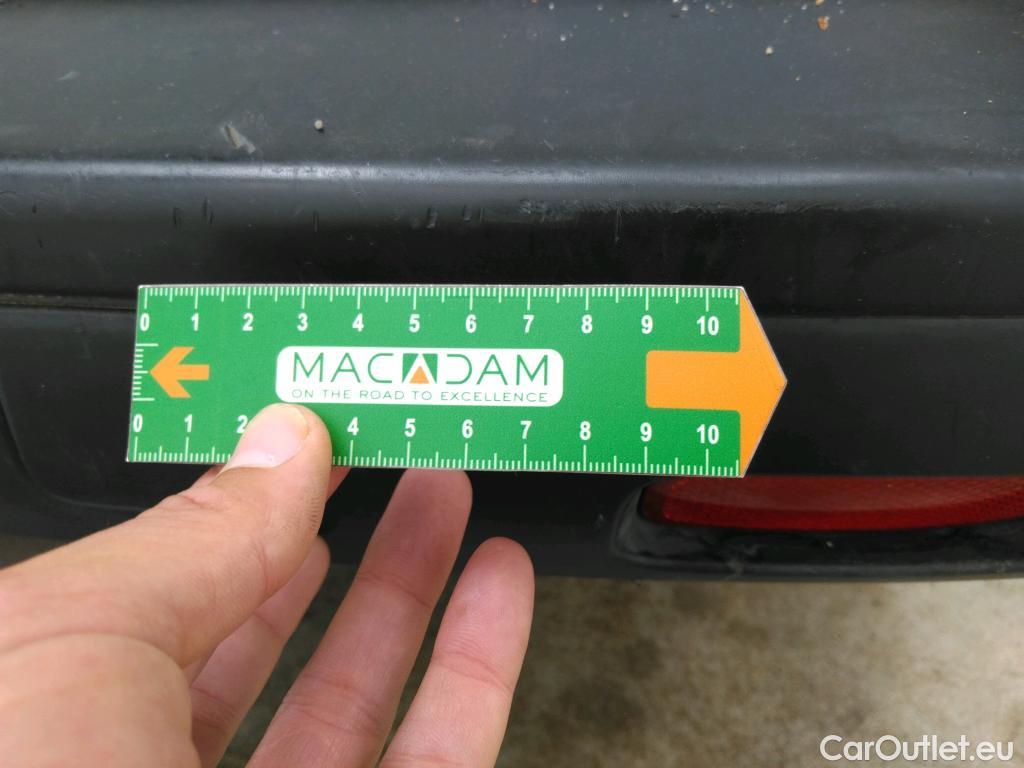 0 1 2 3 4 5 6 7 8 9 10
MACADAM
ON THE ROAD TO EXCELLENCE
0 1 2 4 5 6 7 8 9 10
CarOutlet.eu